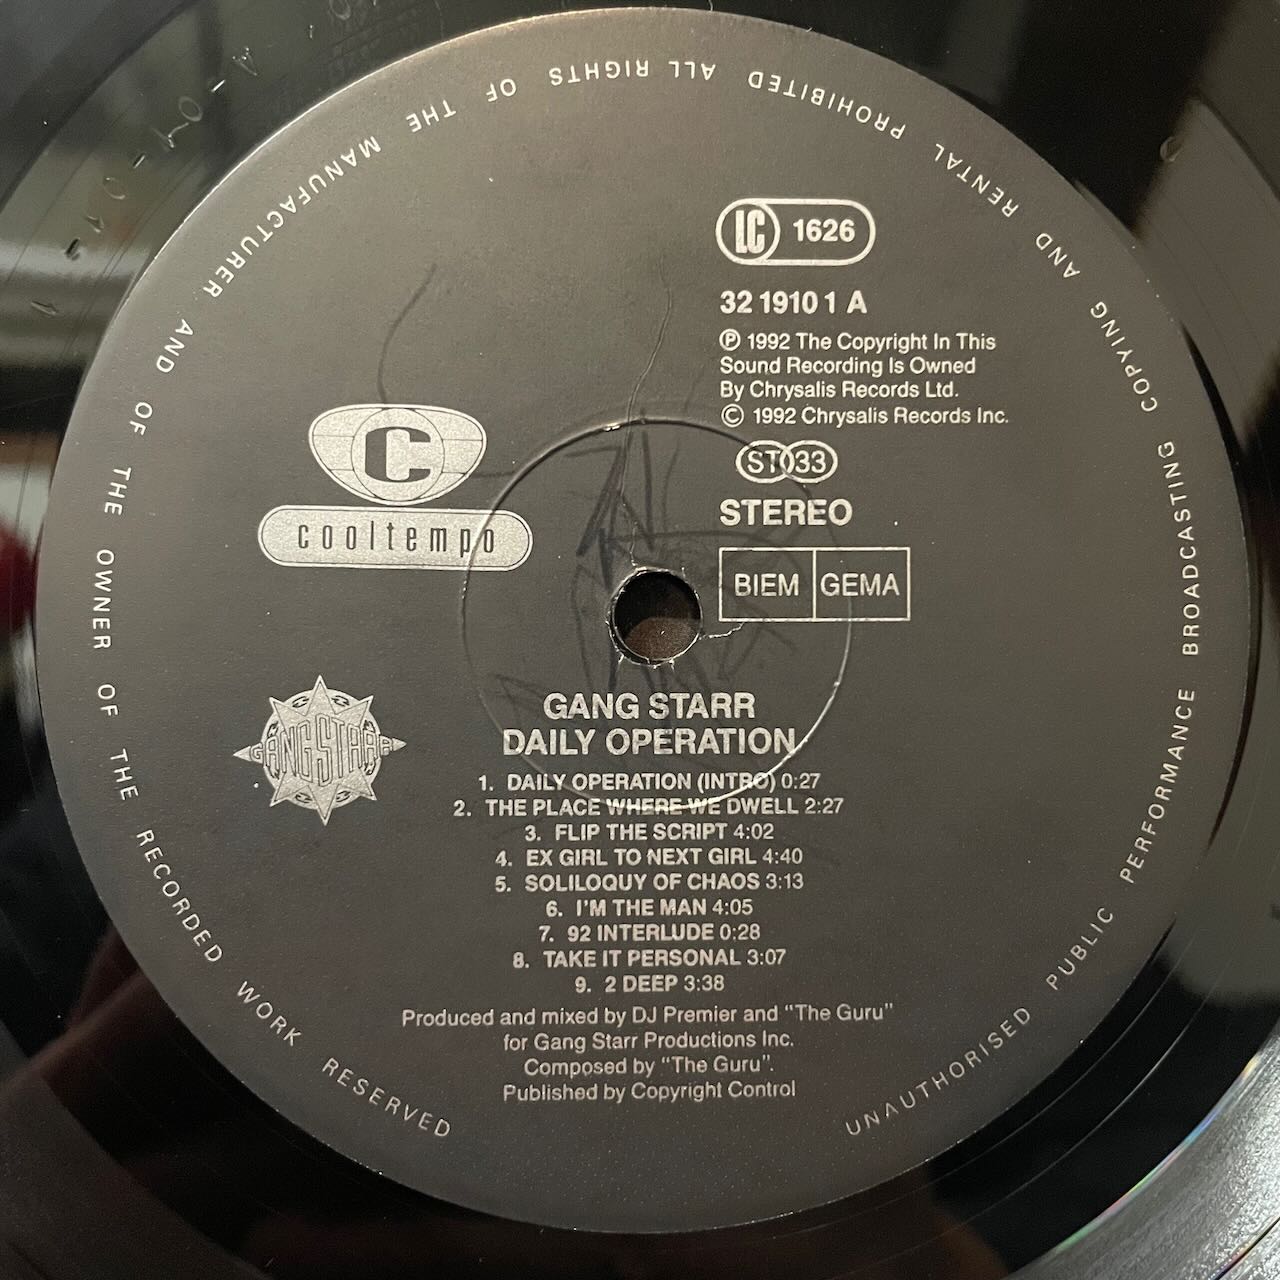 LC 1626
32 1910 1 A
℗ 1992 The Copyright In This
Sound Recording Is Owned
By Chrysalis Records Ltd.
© 1992 Chrysalis Records Inc.
ST 33
STEREO
BIEM GEMA
C
cooltempo
GANGSTARR
GANG STARR
DAILY OPERATION
1. DAILY OPERATION (INTRO) 0:27
2. THE PLACE WHERE WE DWELL 2:27
3. FLIP THE SCRIPT 4:02
4. EX GIRL TO NEXT GIRL 4:40
5. SOLILOQUY OF CHAOS 3:13
6. I'M THE MAN 4:05
7. 92 INTERLUDE 0:28
8. TAKE IT PERSONAL 3:07
9. 2 DEEP 3:38
Produced and mixed by DJ Premier and "The Guru"
for Gang Starr Productions Inc.
Composed by "The Guru".
Published by Copyright Control
ALL RIGHTS OF THE MANUFACTURER AND OF THE OWNER OF THE RECORDED WORK RESERVED
UNAUTHORISED PUBLIC PERFORMANCE BROADCASTING COPYING AND RENTAL PROHIBITED